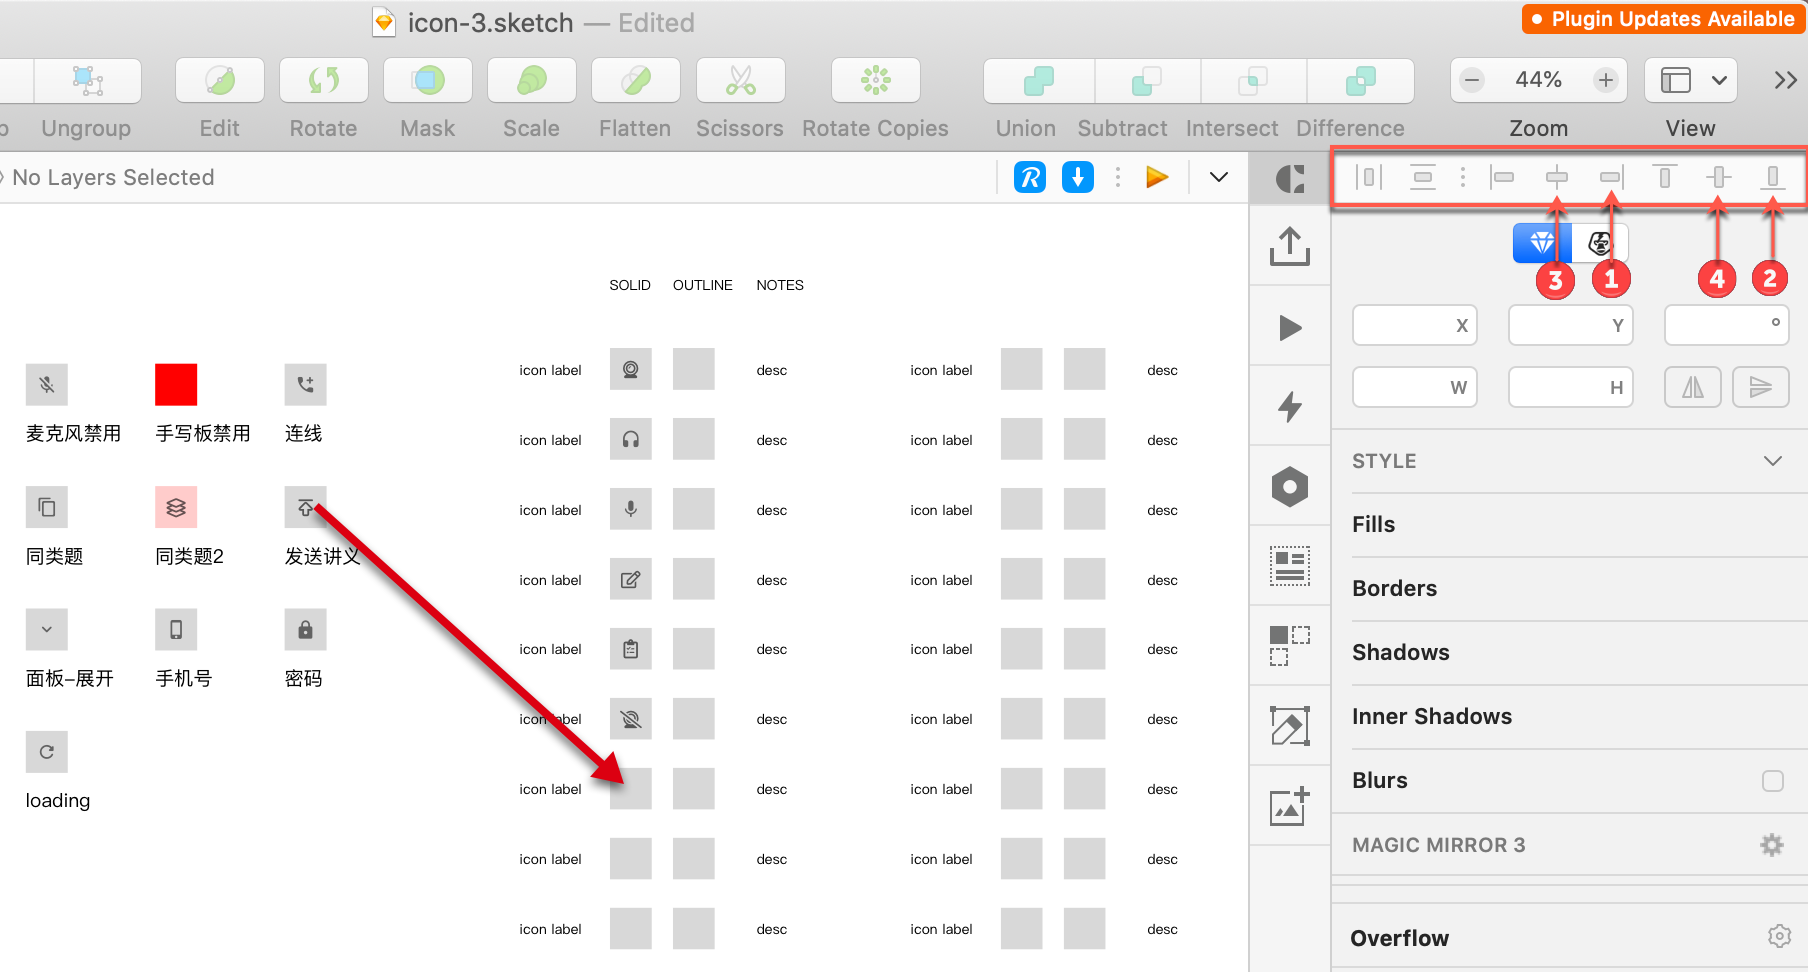 icon-3.sketch — Edited
Plugin Updates Available
44%
Ungroup
Edit
Rotate
Mask
Scale
Flatten
Scissors
Rotate Copies
Union
Subtract
Intersect
Difference
Zoom
View
No Layers Selected
R
3
1
4
2
SOLID OUTLINE NOTES
X
Y
°
W
H
麦克风禁用
手写板禁用
连线
同类题
同类题2
发送讲义
面板-展开
手机号
密码
loading
icon label desc icon label desc
icon label desc icon label desc
icon label desc icon label desc
icon label desc icon label desc
icon label desc icon label desc
icon label desc icon label desc
icon label desc icon label desc
icon label desc icon label desc
icon label desc icon label desc
STYLE
Fills
Borders
Shadows
Inner Shadows
Blurs
MAGIC MIRROR 3
Overflow